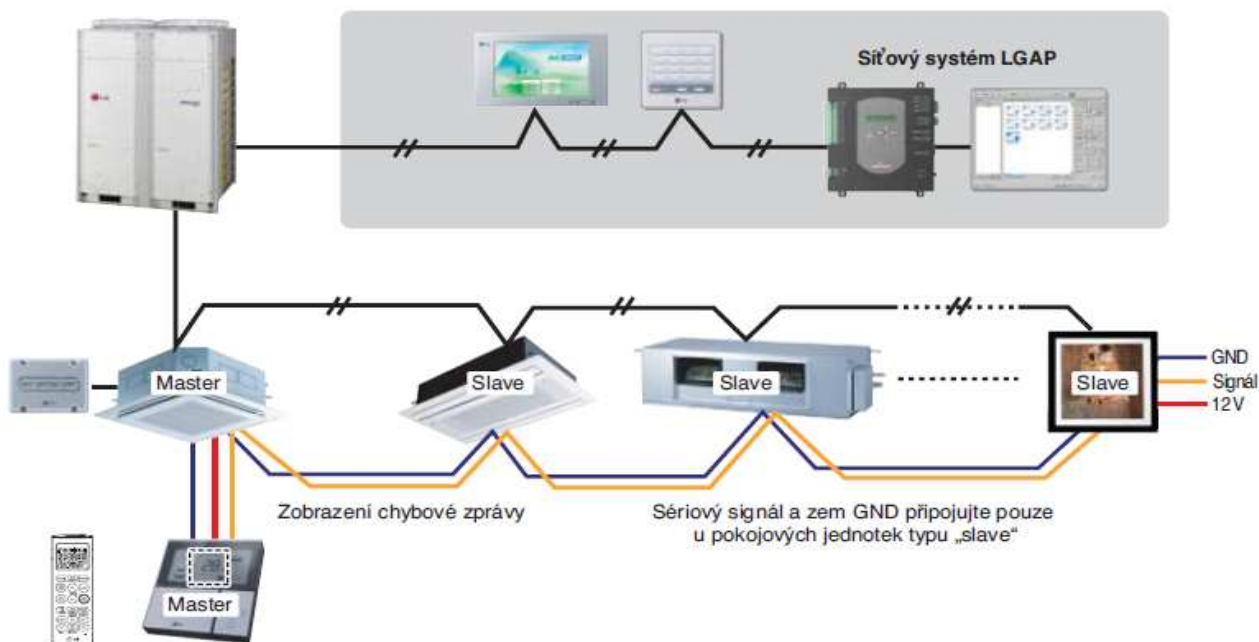 Síťový systém LGAP
Master
Slave
Slave
Slave
GND
Signál
12 V
Zobrazení chybové zprávy
Sériový signál a zem GND připojujte pouze
u pokojových jednotek typu „slave“
Master